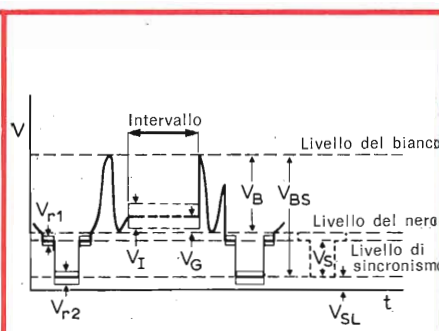 Intervallo
V
Livello del bianco
V_B
V_BS
V_r1
Livello del nero
V_I
V_G
V_S
Livello di
sincronismo
V_r2
V_SL
t